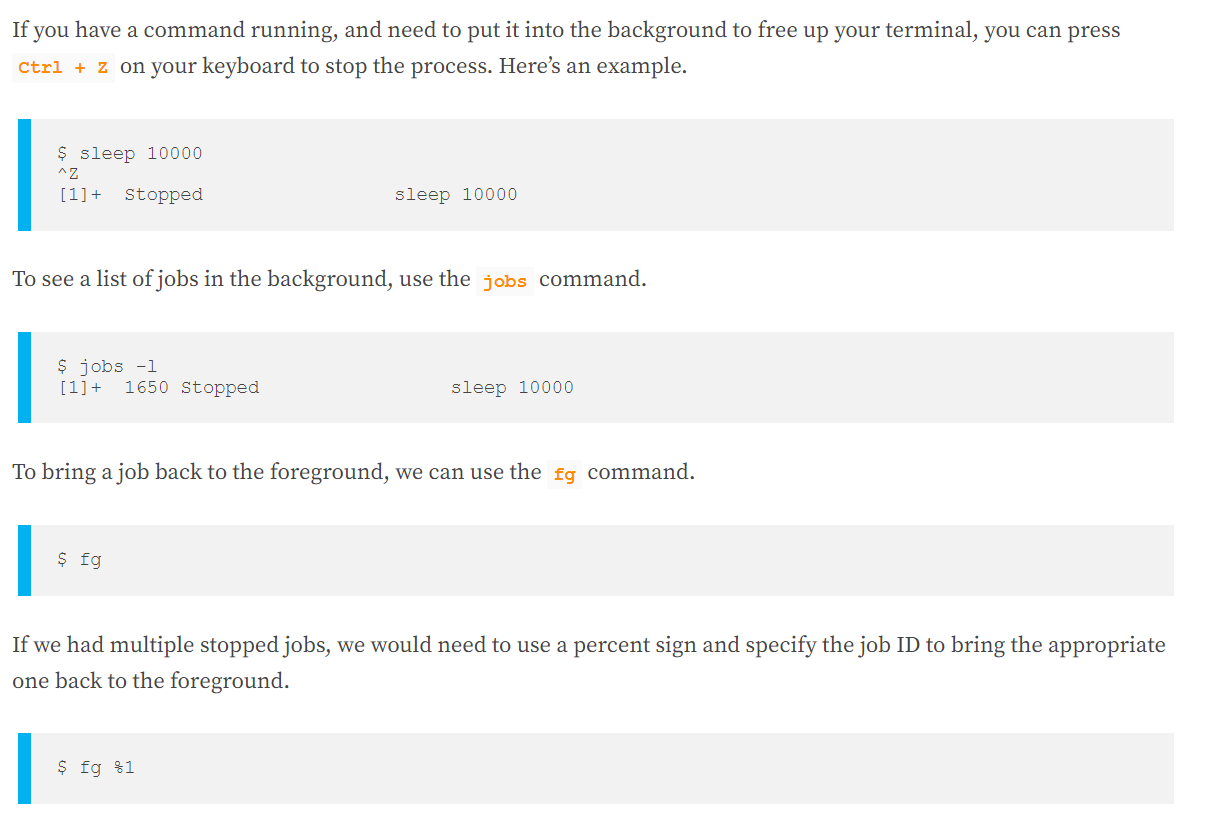 If you have a command running, and need to put it into the background to free up your terminal, you can press
Ctrl + Z on your keyboard to stop the process. Here’s an example.
$ sleep 10000
^Z
[1]+  Stopped                 sleep 10000
To see a list of jobs in the background, use the jobs command.
$ jobs -l
[1]+  1650 Stopped                 sleep 10000
To bring a job back to the foreground, we can use the fg command.
$ fg
If we had multiple stopped jobs, we would need to use a percent sign and specify the job ID to bring the appropriate
one back to the foreground.
$ fg %1